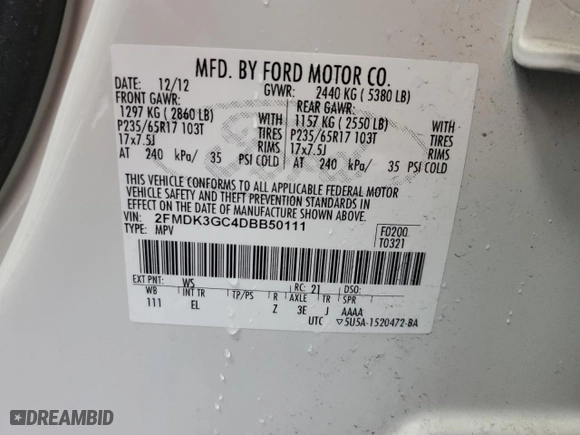 MFD. BY FORD MOTOR CO.
DATE: 12/12 GVWR: 2440 KG ( 5380 LB)
FRONT GAWR: REAR GAWR:
1297 KG ( 2860 LB) WITH 1157 KG ( 2550 LB) WITH
P235/65R17 103T TIRES P235/65R17 103T TIRES
17x7.5J RIMS 17x7.5J RIMS
AT 240 kPa/ 35 PSI COLD AT 240 kPa/ 35 PSI COLD
THIS VEHICLE CONFORMS TO ALL APPLICABLE FEDERAL MOTOR
VEHICLE SAFETY AND THEFT PREVENTION STANDARDS IN
EFFECT ON THE DATE OF MANUFACTURE SHOWN ABOVE.
VIN: 2FMDK3GC4DBB50111 F0200
TYPE: MPV T0321
EXT PNT: WS RC: 21 DSO:
WB INT TR TP/PS R AXLE TR SPR
111 EL Z 3E J AAAA
UTC ▽5U5A-1520472-BA
DREAMBID